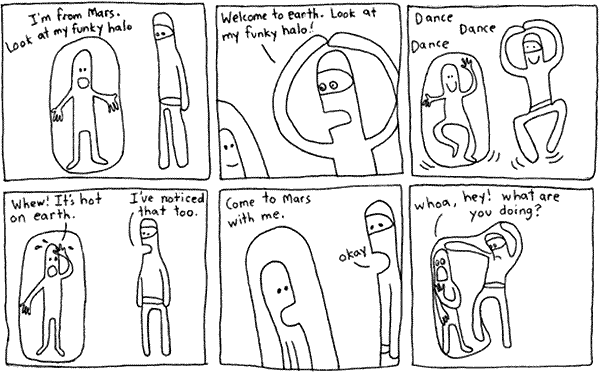 I'm from Mars.
Look at my funky halo
Welcome to earth. Look at
my funky halo!
Dance
Dance
Dance
Whew! It's hot
on earth.
I've noticed
that too.
Come to Mars
with me.
okay
whoa, hey! what are
you doing?